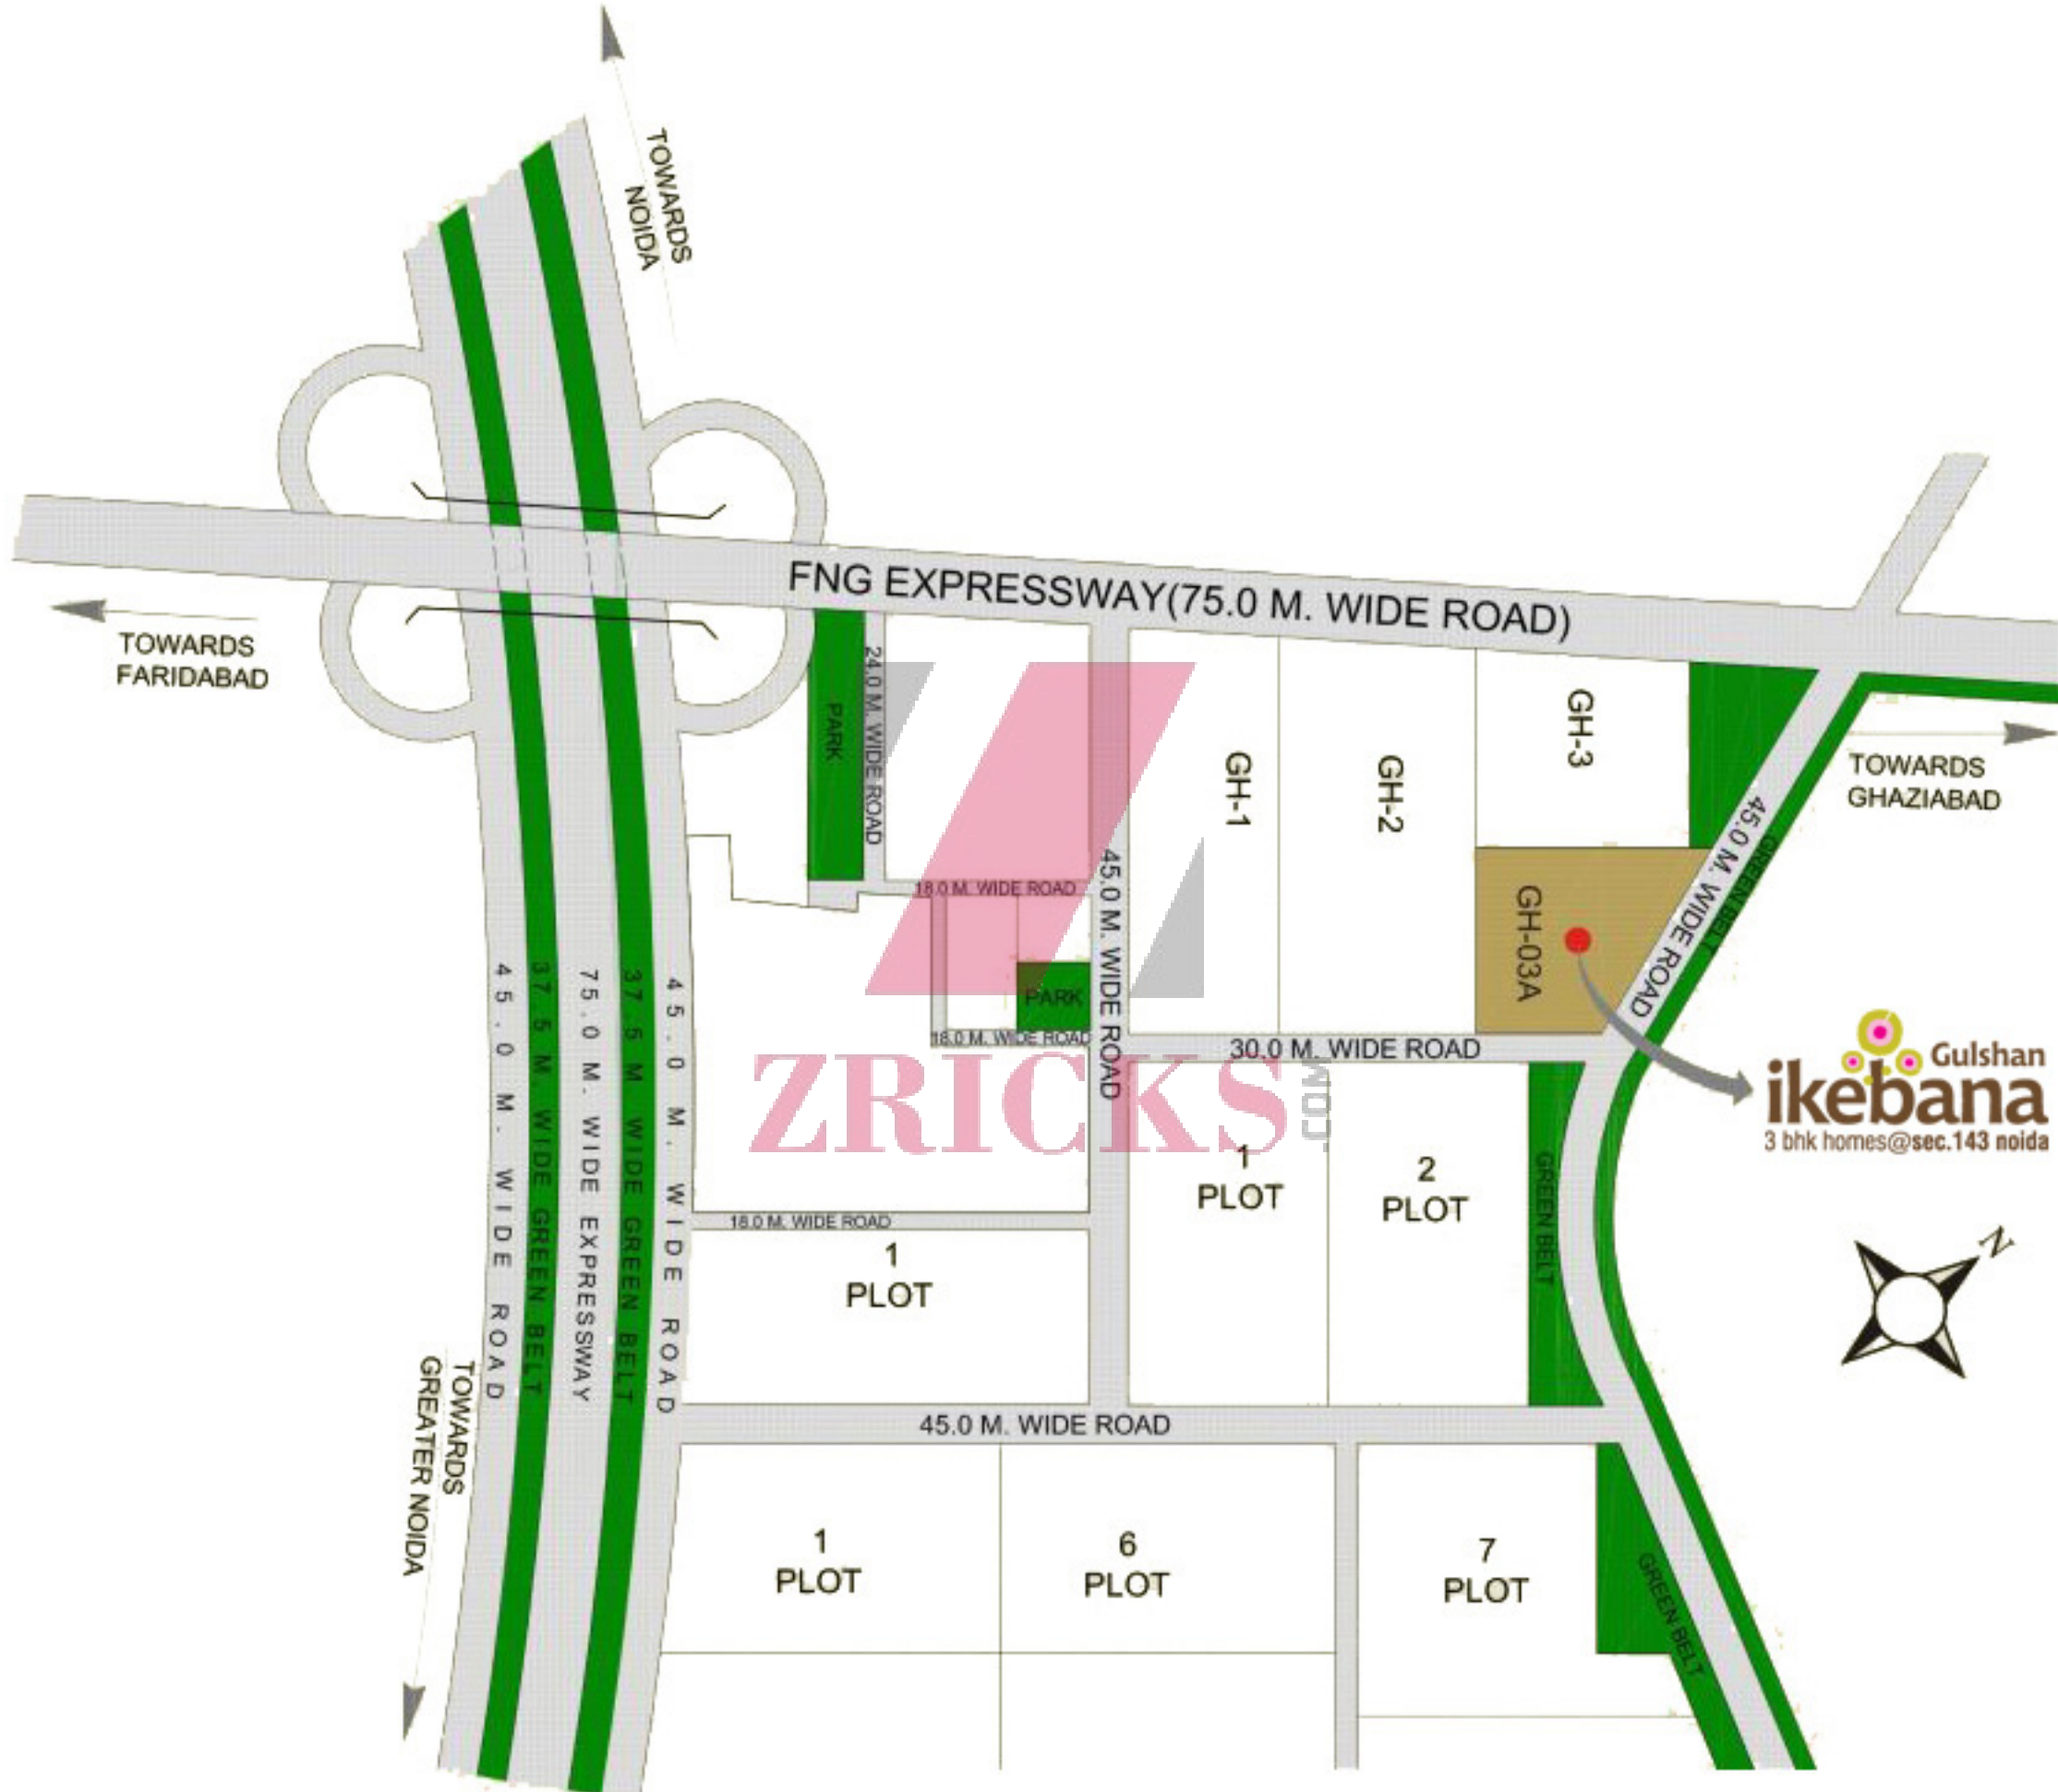 TOWARDS
NOIDA
FNG EXPRESSWAY(75.0 M. WIDE ROAD)
TOWARDS
FARIDABAD
PARK
24.0 M. WIDE ROAD
GH-1
GH-2
GH-3
TOWARDS
GHAZIABAD
45.0 M. WIDE ROAD
GREEN BELT
18.0 M. WIDE ROAD
45.0 M. WIDE ROAD
GH-03A
PARK
18.0 M. WIDE ROAD
30.0 M. WIDE ROAD
Gulshan
ikebana
3 bhk homes@sec.143 noida
ZRICKS
.COM
45.0 M. WIDE ROAD
37.5 M. WIDE GREEN BELT
75.0 M. WIDE EXPRESSWAY
37.5 M WIDE GREEN BELT
45.0 M. WIDE ROAD
1
PLOT
2
PLOT
GREEN BELT
18.0 M. WIDE ROAD
1
PLOT
N
TOWARDS
GREATER NOIDA
45.0 M. WIDE ROAD
1
PLOT
6
PLOT
7
PLOT
GREEN BELT